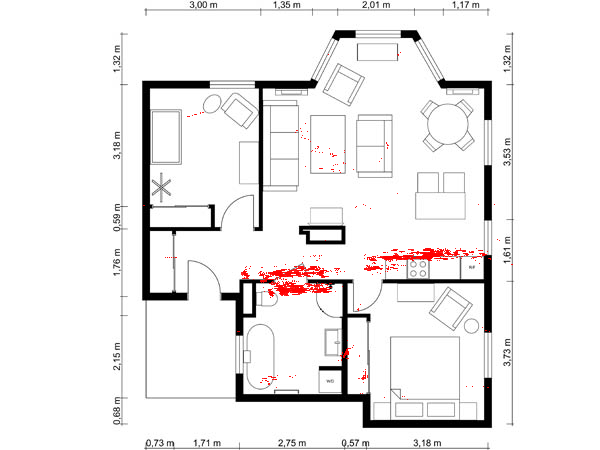 3,00 m 1,35 m 2,01 m 1,17 m
1,32 m
1,32 m
3,18 m
3,53 m
0,59 m
1,76 m
1,61 m
R/F
2,15 m
3,73 m
WD
0,68 m
0,73 m 1,71 m 2,75 m 0,57 m 3,18 m